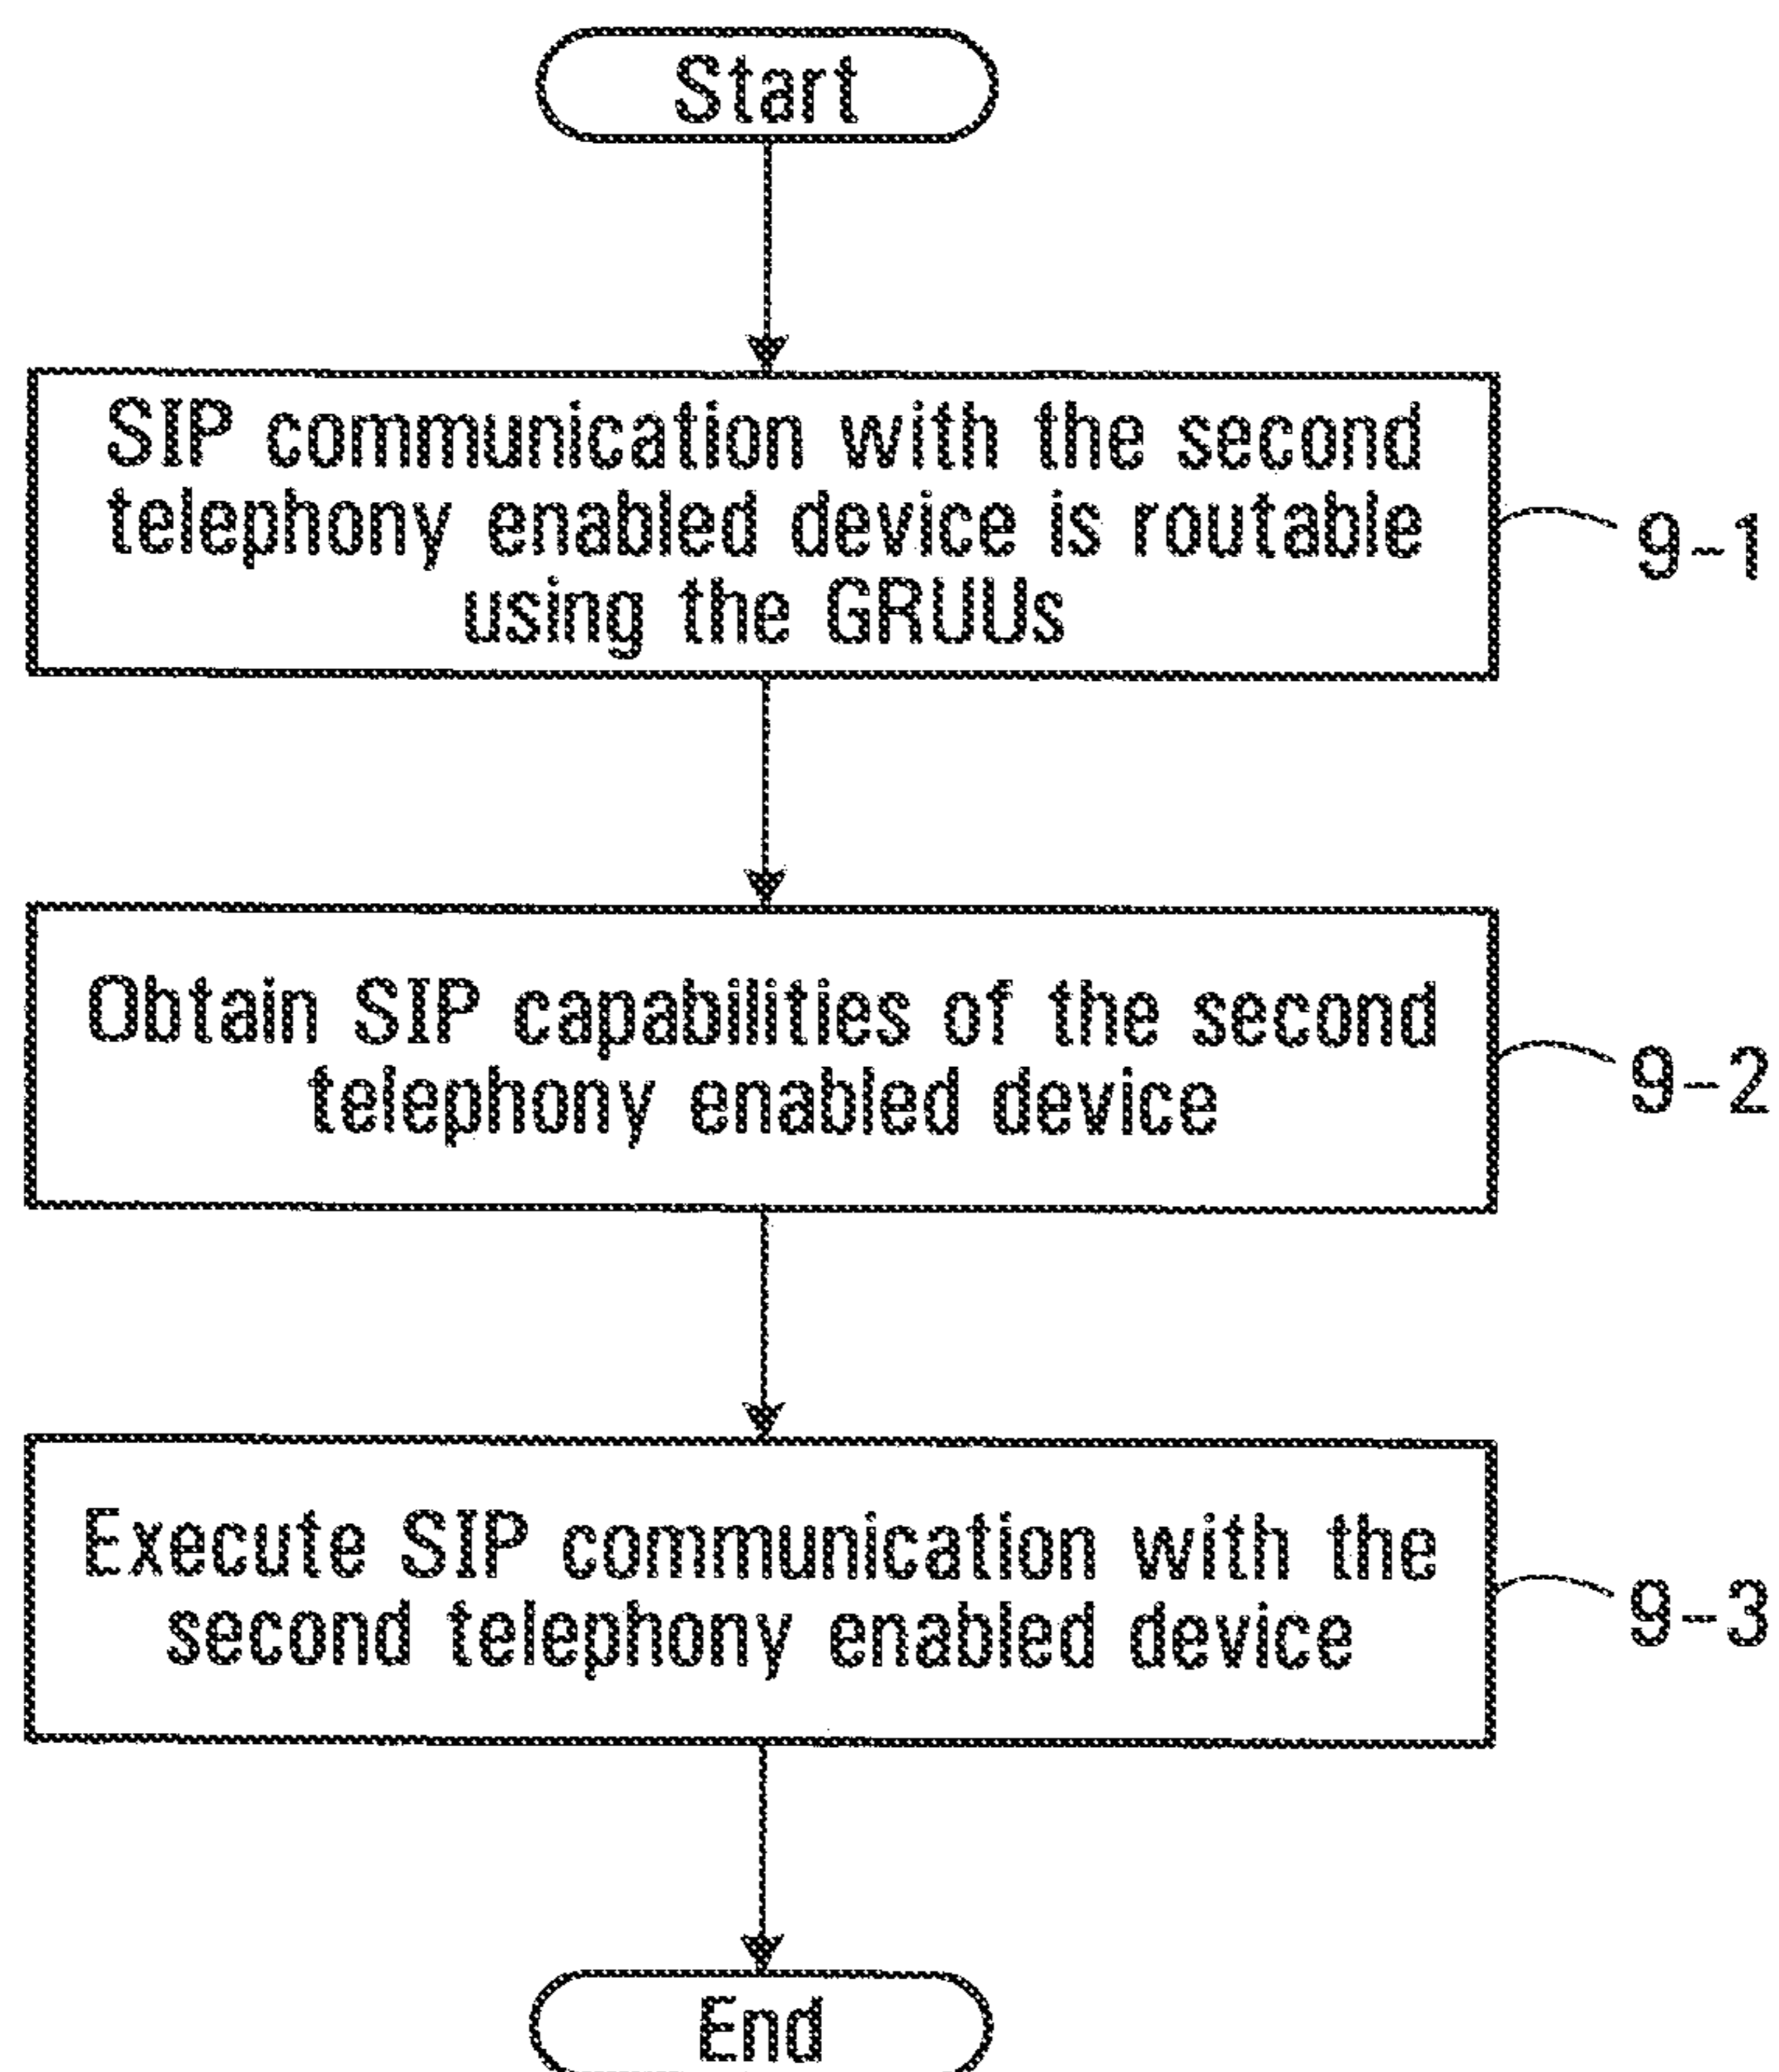 Start
SIP communication with the second
telephony enabled device is routable
using the GRUUs
9-1
Obtain SIP capabilities of the second
telephony enabled device
9-2
Execute SIP communication with the
second telephony enabled device
9-3
End